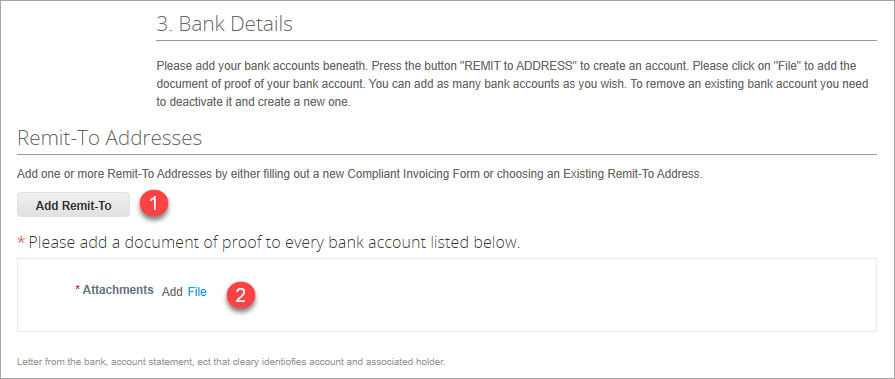 3. Bank Details
Please add your bank accounts beneath. Press the button "REMIT to ADDRESS" to create an account. Please click on "File" to add the
document of proof of your bank account. You can add as many bank accounts as you wish. To remove an existing bank account you need
to deactivate it and create a new one.
Remit-To Addresses
Add one or more Remit-To Addresses by either filling out a new Compliant Invoicing Form or choosing an Existing Remit-To Address.
Add Remit-To 1
* Please add a document of proof to every bank account listed below.
* Attachments Add File 2
Letter from the bank, account statement, ect that cleary identiofies account and associated holder.